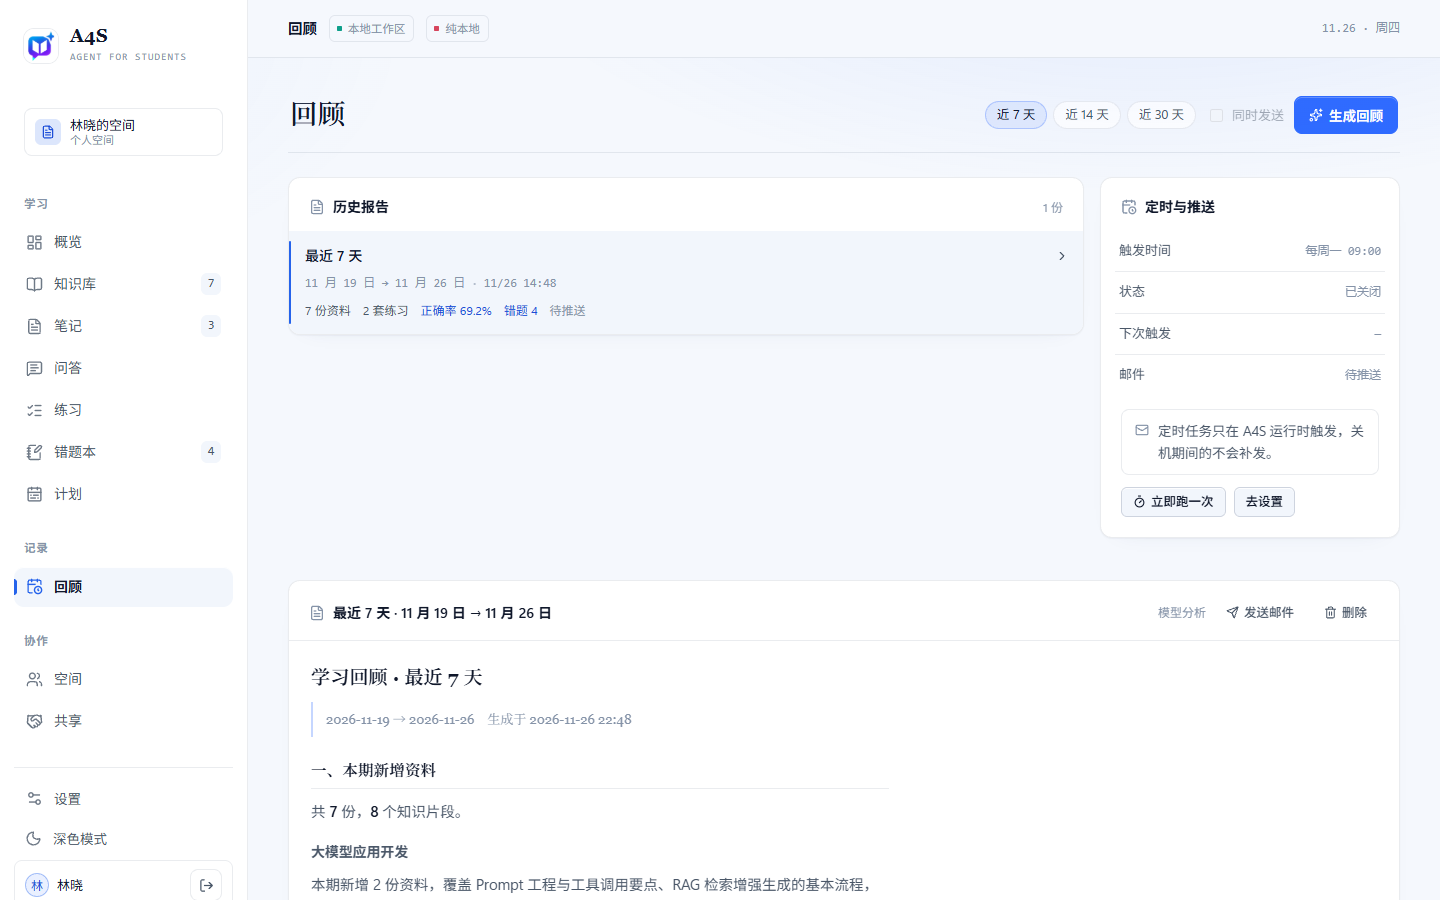 A4S
AGENT FOR STUDENTS
林晓的空间
个人空间
学习
概览
知识库 7
笔记 3
问答
练习
错题本 4
计划
记录
回顾
协作
空间
共享
设置
深色模式
林 林晓
回顾 本地工作区 纯本地 11.26 · 周四
回顾 近 7 天 近 14 天 近 30 天 同时发送 生成回顾
历史报告 1 份
最近 7 天
11 月 19 日 → 11 月 26 日 · 11/26 14:48
7 份资料 2 套练习 正确率 69.2% 错题 4 待推送
定时与推送
触发时间 每周一 09:00
状态 已关闭
下次触发 —
邮件 待推送
定时任务只在 A4S 运行时触发，关
机期间的不会补发。
立即跑一次 去设置
最近 7 天 · 11 月 19 日 → 11 月 26 日 模型分析 发送邮件 删除
学习回顾 · 最近 7 天
2026-11-19 → 2026-11-26 生成于 2026-11-26 22:48
一、本期新增资料
共 7 份，8 个知识片段。
大模型应用开发
本期新增 2 份资料，覆盖 Prompt 工程与工具调用要点、RAG 检索增强生成的基本流程，